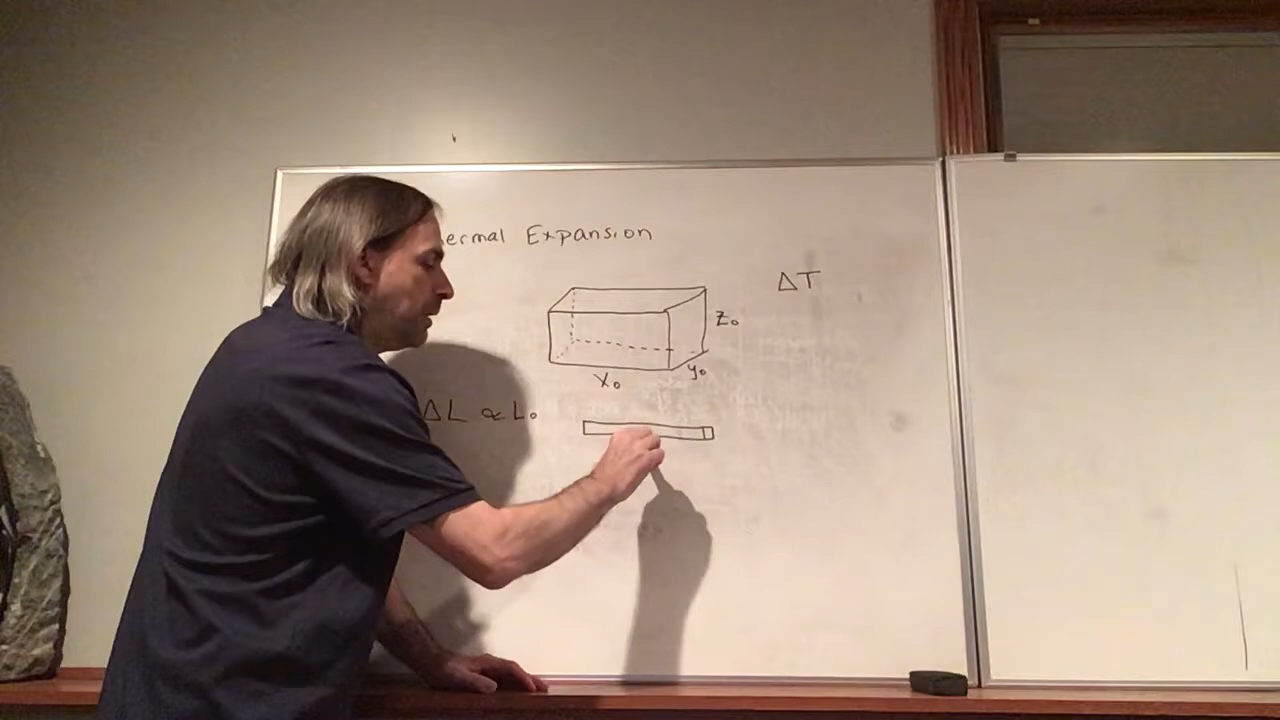 ermal Expansion
ΔT
Z₀
X₀ y₀
ΔL ∝ L₀